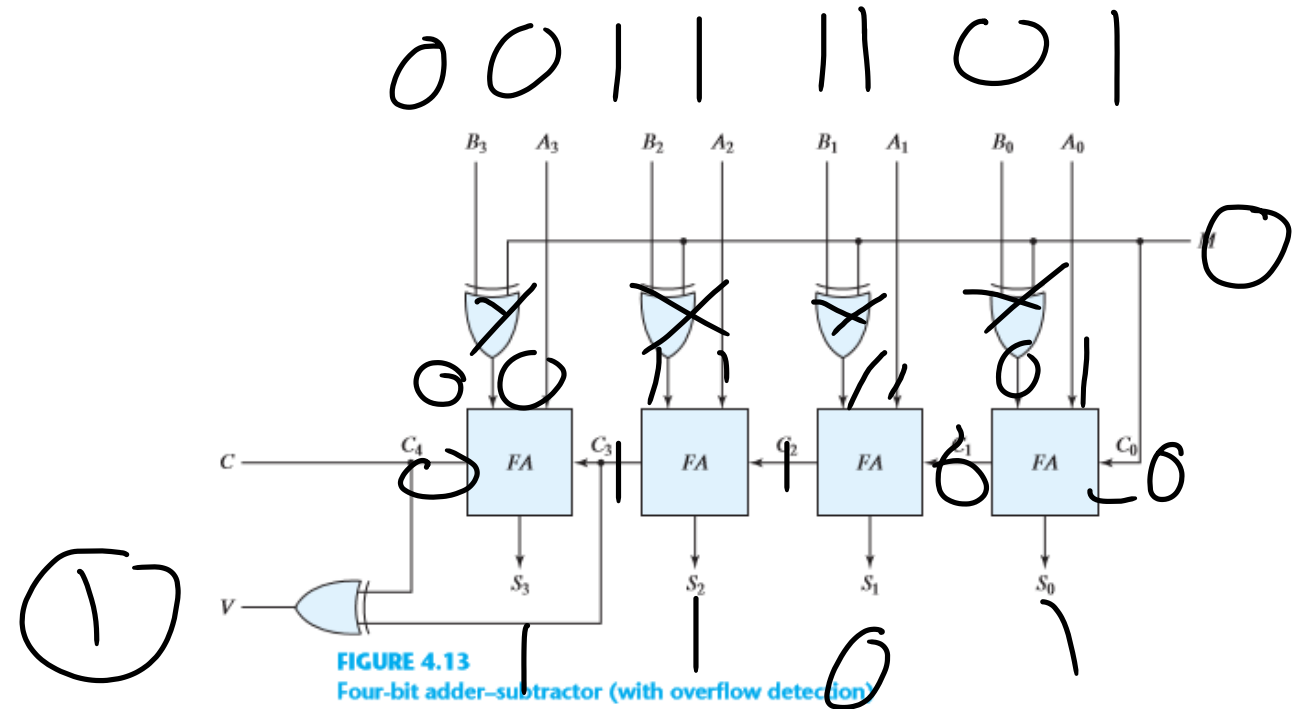 0 0 1 1 1 1 0 1
B3 A3 B2 A2 B1 A1 B0 A0
M 0
0 0 1 1 1 1 0 1
C C4 FA C3 FA C2 FA C1 FA C0
0 1 1 0 0
S3 S2 S1 S0
1 V
1 1 0 1
FIGURE 4.13
Four-bit adder–subtractor (with overflow detection)